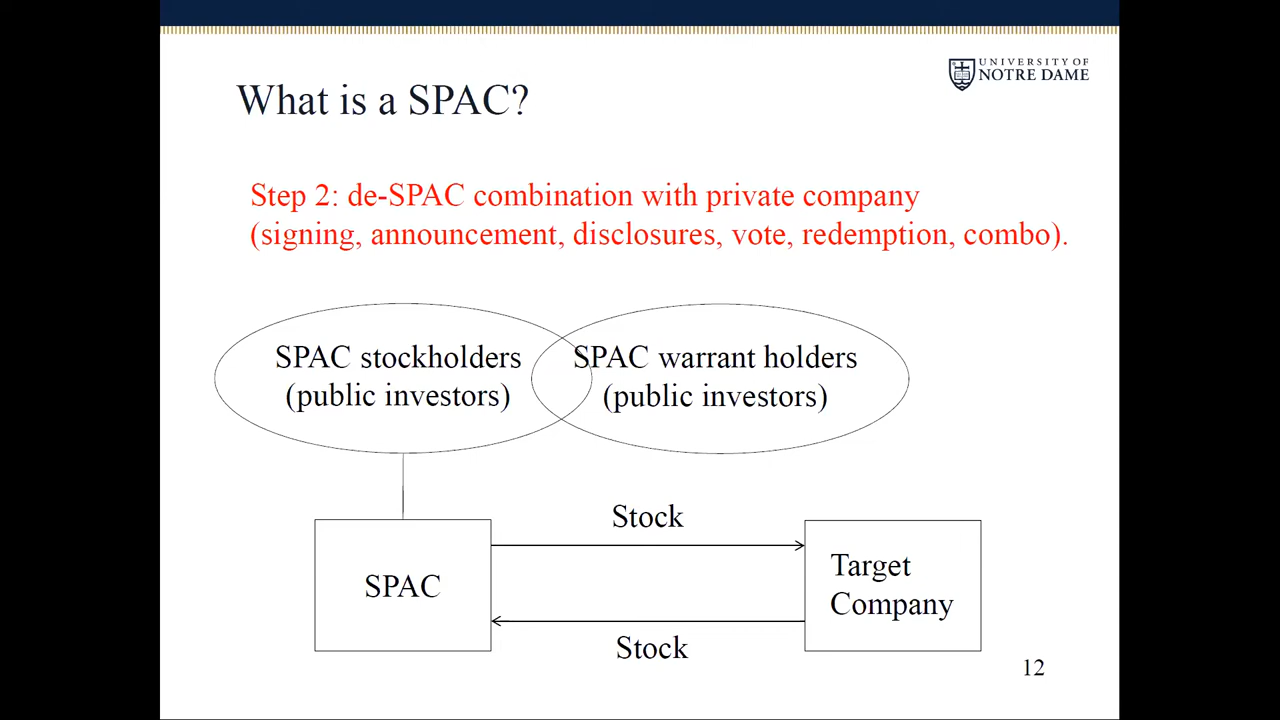 UNIVERSITY OF
NOTRE DAME
What is a SPAC?
Step 2: de-SPAC combination with private company
(signing, announcement, disclosures, vote, redemption, combo).
SPAC stockholders
(public investors)
SPAC warrant holders
(public investors)
Stock
SPAC
Target
Company
Stock
12